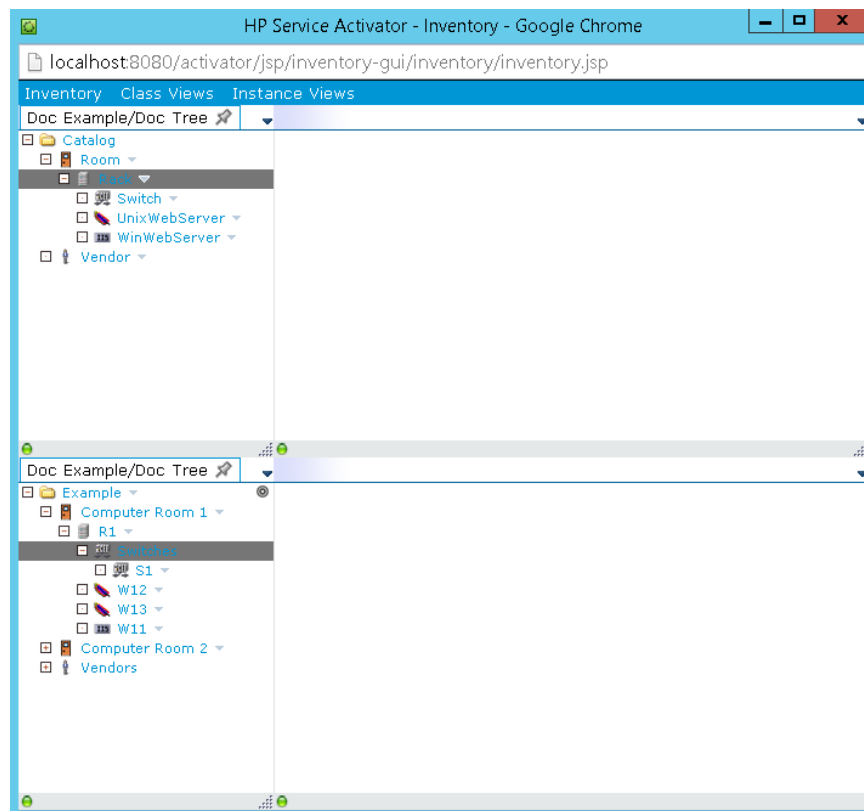 HP Service Activator - Inventory - Google Chrome
localhost:8080/activator/jsp/inventory-gui/inventory/inventory.jsp
Inventory Class Views Instance Views
Doc Example/Doc Tree
Catalog
Room
Rack
Switch
UnixWebServer
WinWebServer
Vendor
Doc Example/Doc Tree
Example
Computer Room 1
R1
Switches
S1
W12
W13
W11
Computer Room 2
Vendors